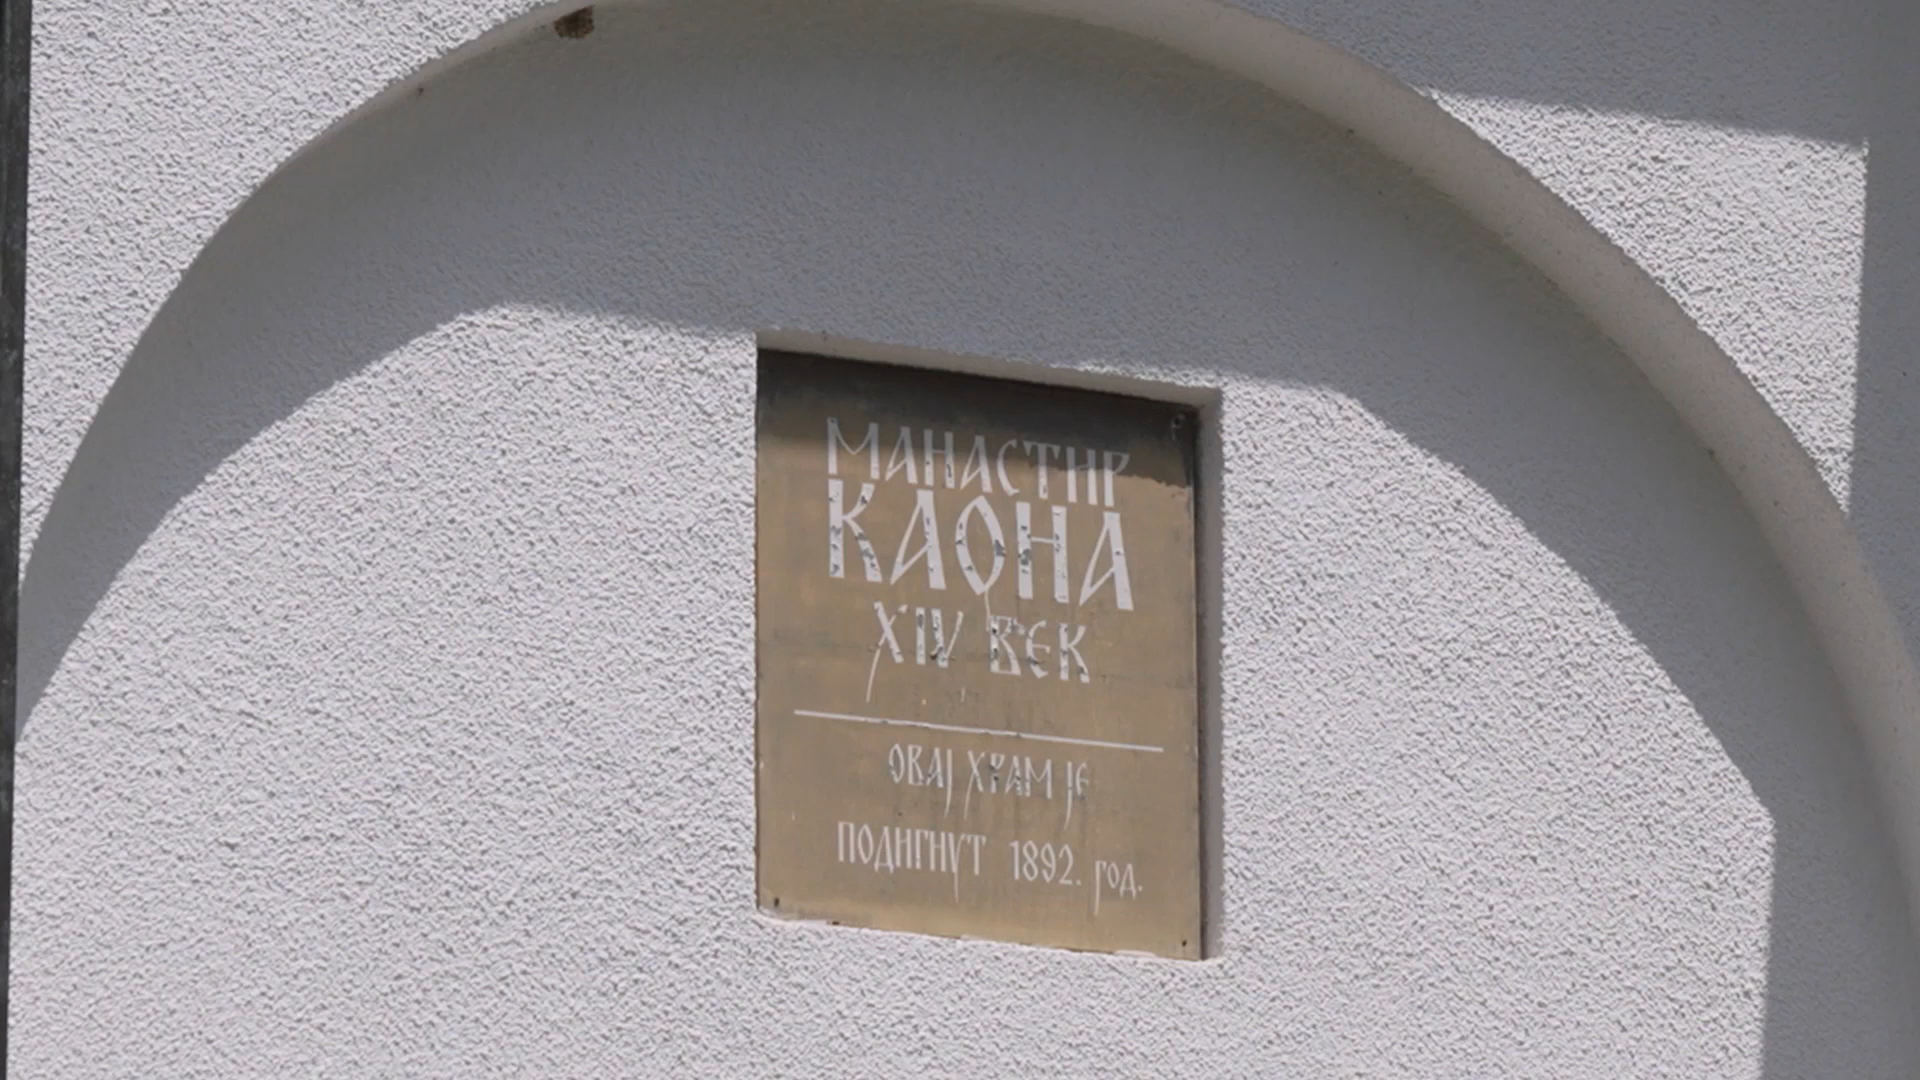 МАНАСТИР
КАОНА
XIV ВЕК
ОВАЈ ХРАМ ЈЕ
ПОДИГНУТ 1892. год.